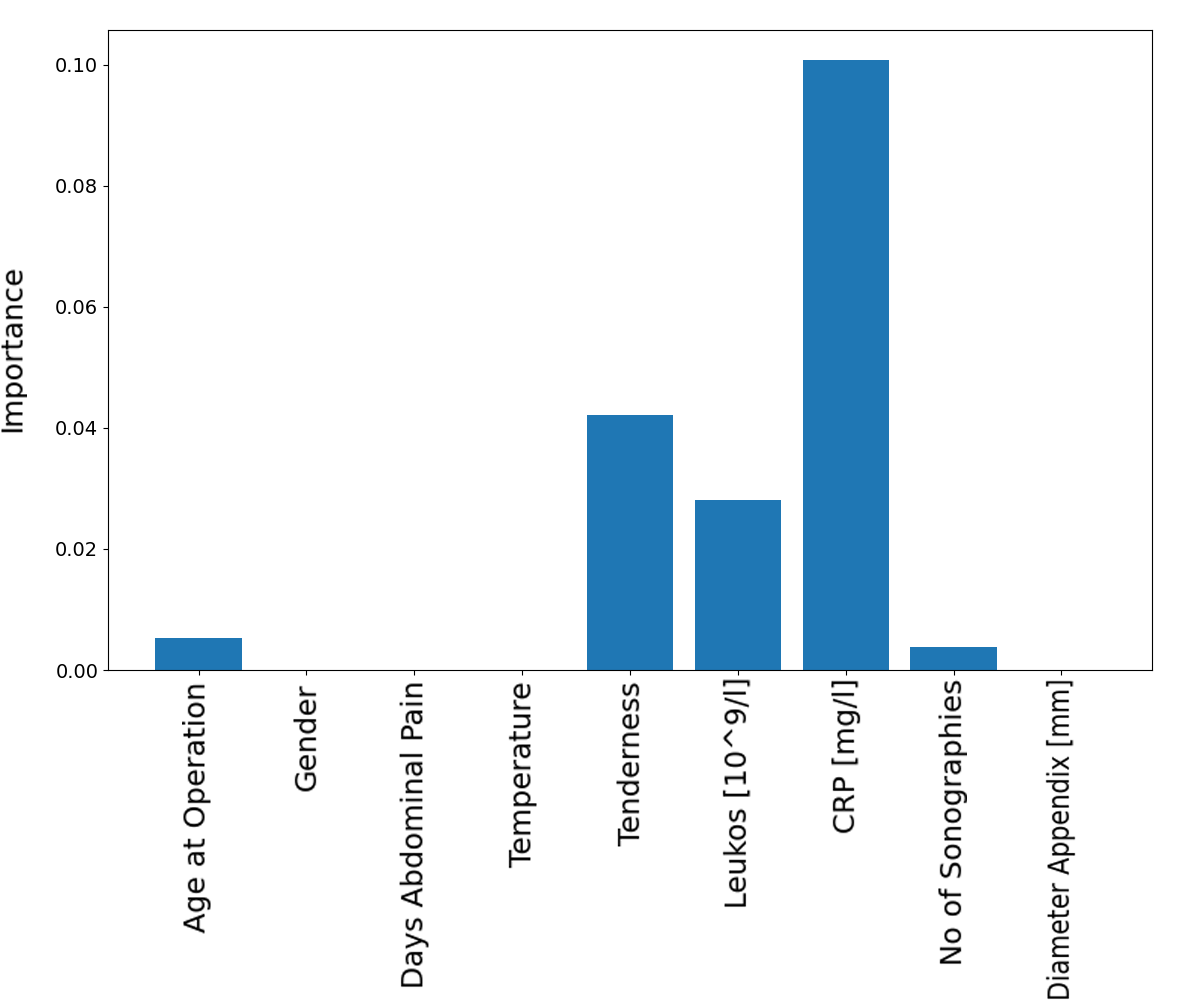 Importance
0.10
0.08
0.06
0.04
0.02
0.00
Age at Operation
Gender
Days Abdominal Pain
Temperature
Tenderness
Leukos [10^9/l]
CRP [mg/l]
No of Sonographies
Diameter Appendix [mm]